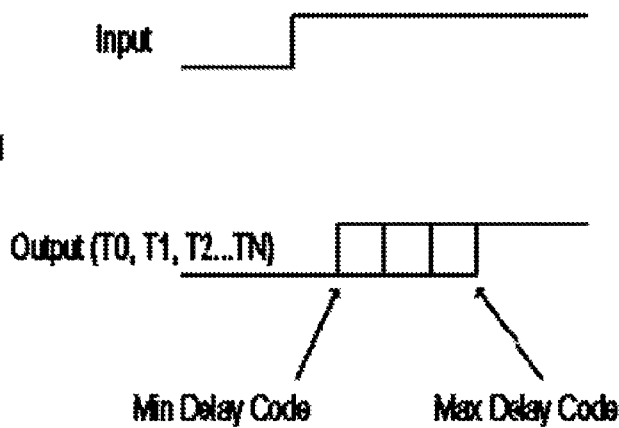 Input
Output (T0, T1, T2...TN)
Min Delay Code
Max Delay Code